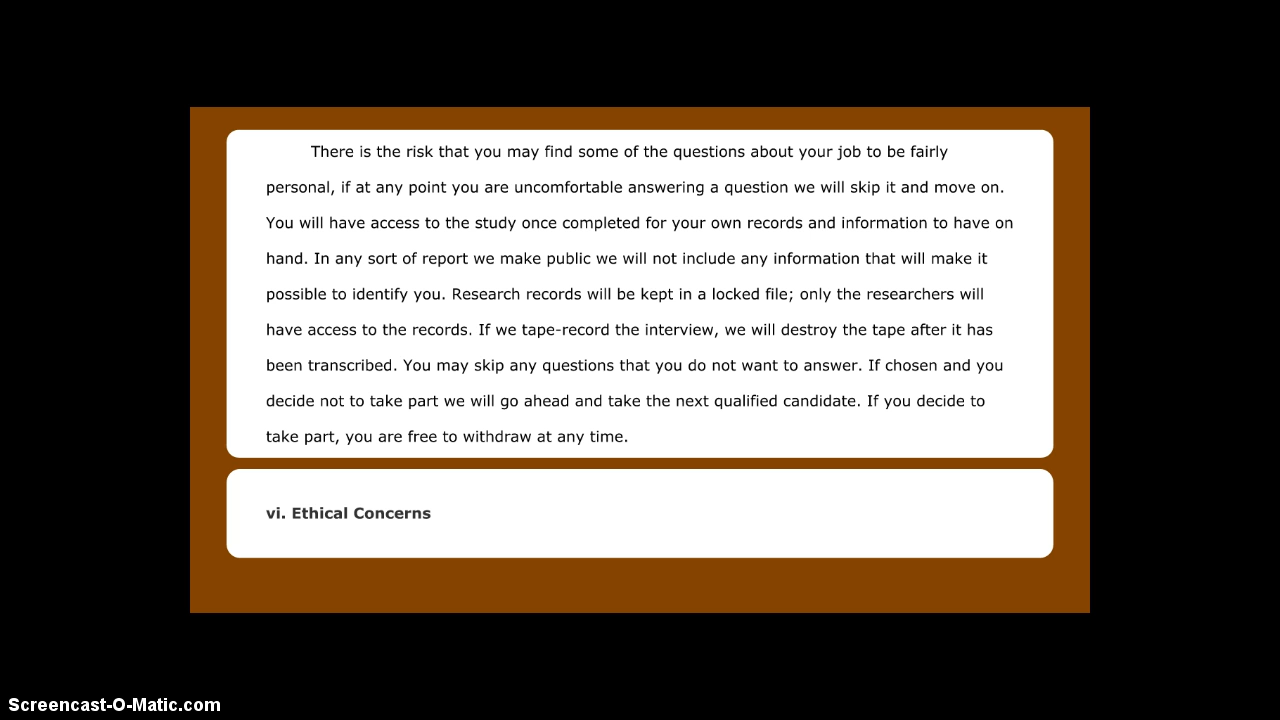 There is the risk that you may find some of the questions about your job to be fairly
personal, if at any point you are uncomfortable answering a question we will skip it and move on.
You will have access to the study once completed for your own records and information to have on
hand. In any sort of report we make public we will not include any information that will make it
possible to identify you. Research records will be kept in a locked file; only the researchers will
have access to the records. If we tape-record the interview, we will destroy the tape after it has
been transcribed. You may skip any questions that you do not want to answer. If chosen and you
decide not to take part we will go ahead and take the next qualified candidate. If you decide to
take part, you are free to withdraw at any time.
vi. Ethical Concerns
Screencast-O-Matic.com